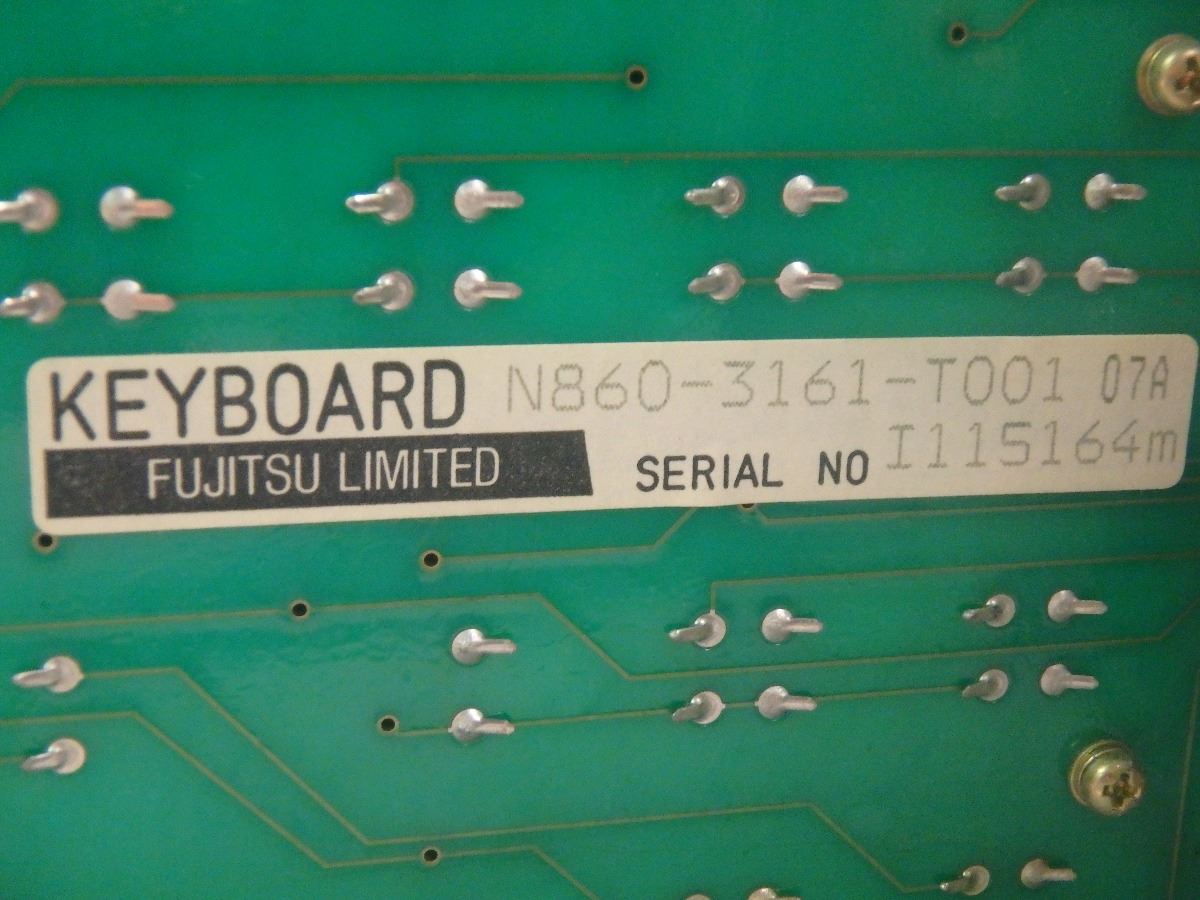 KEYBOARD N860-3161-T001 07A
FUJITSU LIMITED SERIAL NO I115164m